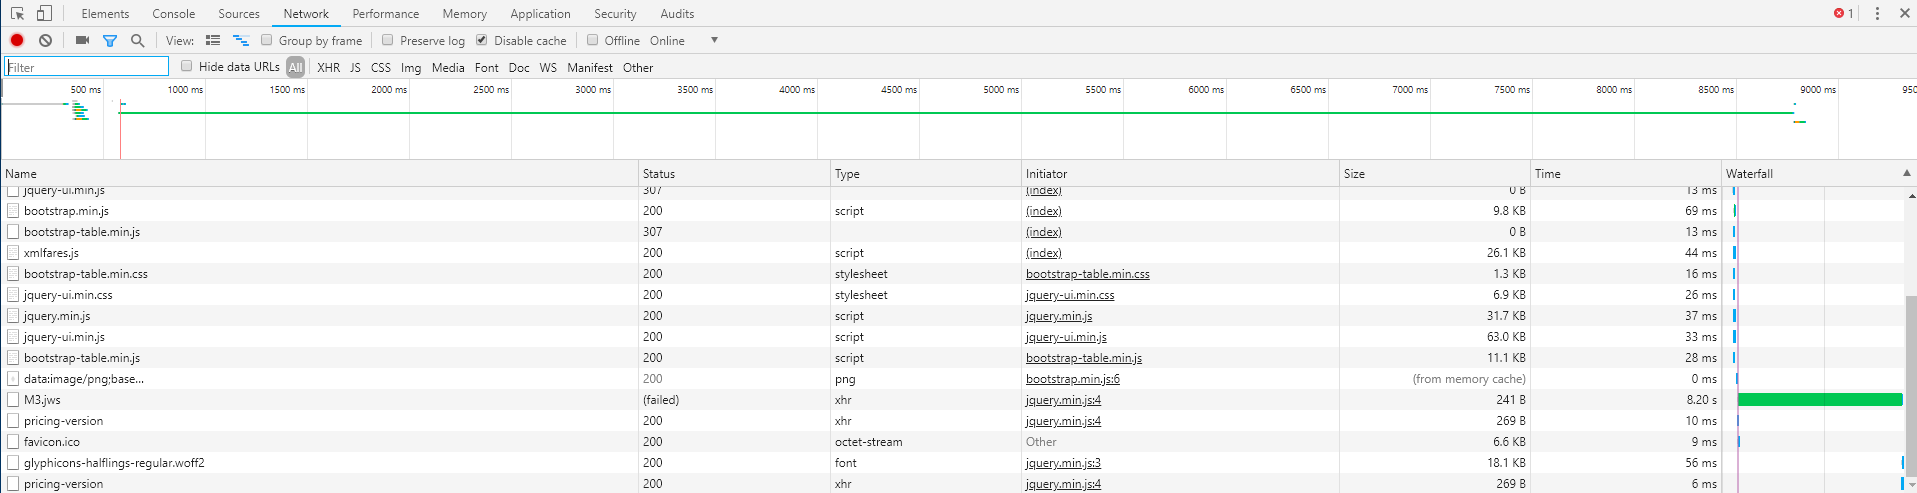 Elements Console Sources Network Performance Memory Application Security Audits 1
View: Group by frame Preserve log Disable cache Offline Online
Filter Hide data URLs All XHR JS CSS Img Media Font Doc WS Manifest Other
500 ms 1000 ms 1500 ms 2000 ms 2500 ms 3000 ms 3500 ms 4000 ms 4500 ms 5000 ms 5500 ms 6000 ms 6500 ms 7000 ms 7500 ms 8000 ms 8500 ms 9000 ms 950
Name Status Type Initiator Size Time Waterfall
jquery-ui.min.js 307 (index) 0 B 13 ms
bootstrap.min.js 200 script (index) 9.8 KB 69 ms
bootstrap-table.min.js 307 (index) 0 B 13 ms
xmlfares.js 200 script (index) 26.1 KB 44 ms
bootstrap-table.min.css 200 stylesheet bootstrap-table.min.css 1.3 KB 16 ms
jquery-ui.min.css 200 stylesheet jquery-ui.min.css 6.9 KB 26 ms
jquery.min.js 200 script jquery.min.js 31.7 KB 37 ms
jquery-ui.min.js 200 script jquery-ui.min.js 63.0 KB 33 ms
bootstrap-table.min.js 200 script bootstrap-table.min.js 11.1 KB 28 ms
data:image/png;base... 200 png bootstrap.min.js:6 (from memory cache) 0 ms
M3.jws (failed) xhr jquery.min.js:4 241 B 8.20 s
pricing-version 200 xhr jquery.min.js:4 269 B 10 ms
favicon.ico 200 octet-stream Other 6.6 KB 9 ms
glyphicons-halflings-regular.woff2 200 font jquery.min.js:3 18.1 KB 56 ms
pricing-version 200 xhr jquery.min.js:4 269 B 6 ms